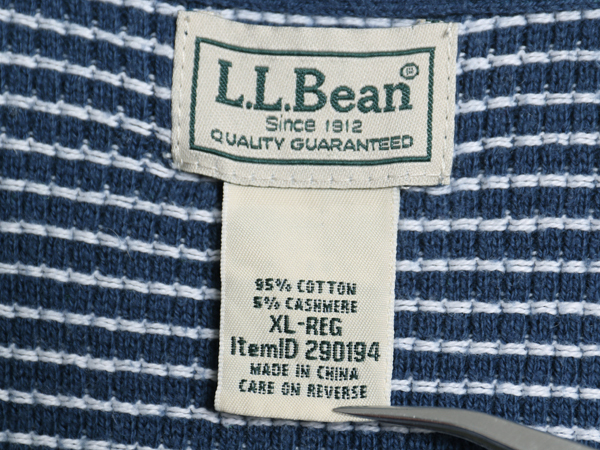 L.L.Bean®
Since 1912
QUALITY GUARANTEED
95% COTTON
5% CASHMERE
XL-REG
ItemID 290194
MADE IN CHINA
CARE ON REVERSE